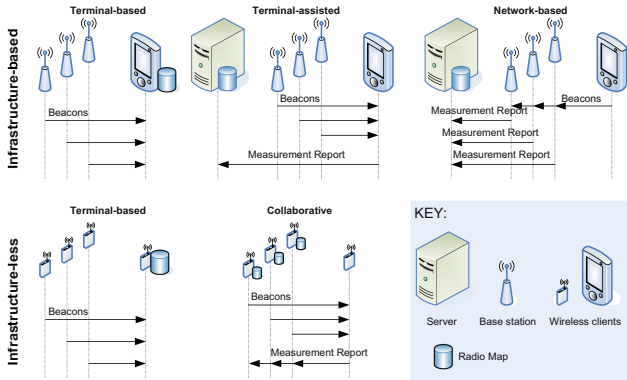 Infrastructure-based
Terminal-based
Terminal-assisted
Network-based
Beacons
Beacons
Measurement Report
Beacons
Measurement Report
Measurement Report
Measurement Report
Infrastructure-less
Terminal-based
Collaborative
Beacons
Beacons
Measurement Report
KEY:
Server
Base station
Wireless clients
Radio Map